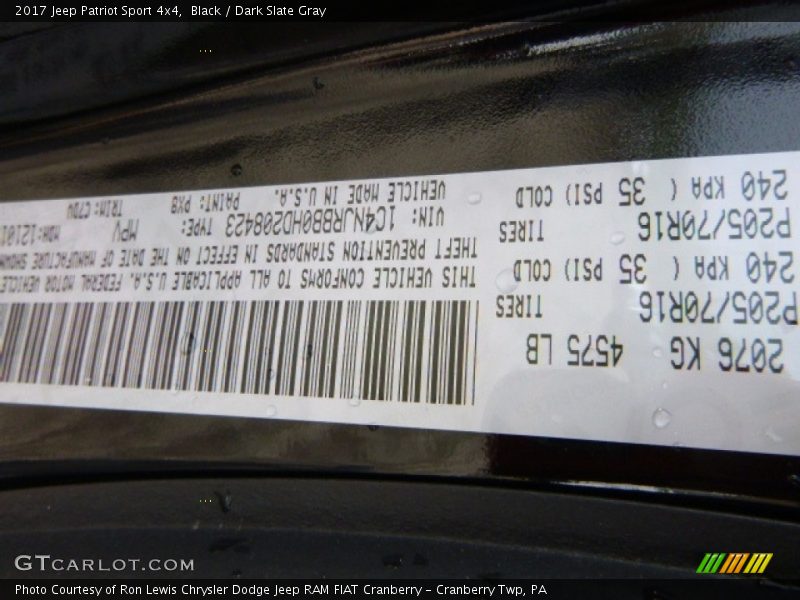 2017 Jeep Patriot Sport 4x4, Black / Dark Slate Gray
2076 KG 4575 LB
P205/70R16 TIRES
240 KPA ( 35 PSI) COLD
P205/70R16 TIRES
240 KPA ( 35 PSI) COLD
THIS VEHICLE CONFORMS TO ALL APPLICABLE U.S.A. FEDERAL MOTOR VEHICLE
THEFT PREVENTION STANDARDS IN EFFECT ON THE DATE OF MANUFACTURE SHOWN
VIN: 1C4NJRBB0HD208423 TYPE: MPV
VEHICLE MADE IN U.S.A. PAINT: PX8 TRIM: C7DV
GTCARLOT.COM
Photo Courtesy of Ron Lewis Chrysler Dodge Jeep RAM FIAT Cranberry – Cranberry Twp, PA